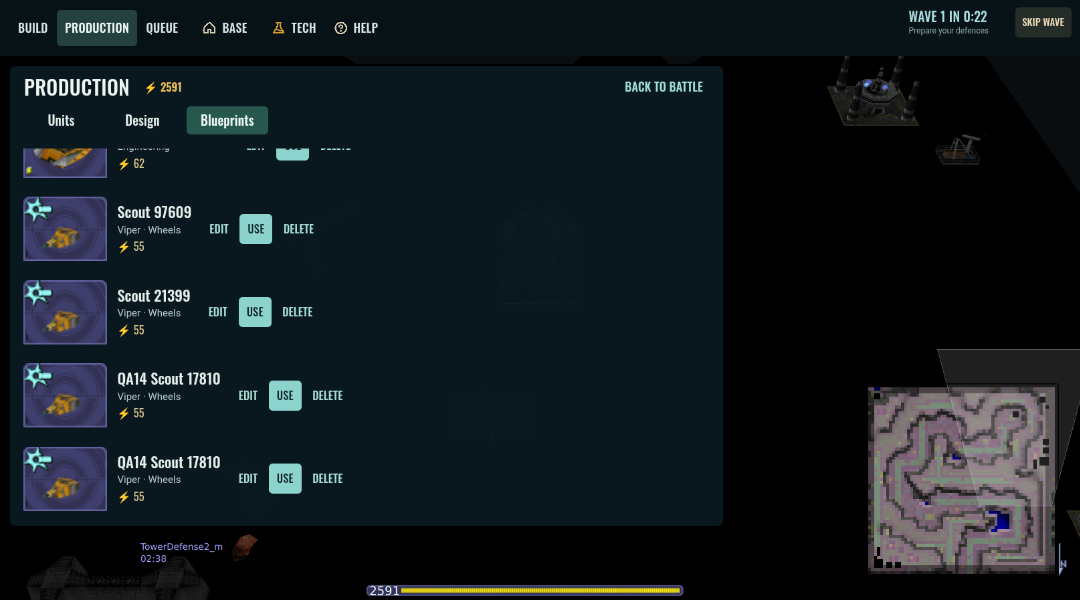 BUILD
PRODUCTION
QUEUE
BASE
TECH
HELP
WAVE 1 IN 0:22
Prepare your defences
SKIP WAVE
PRODUCTION
2591
BACK TO BATTLE
Units
Design
Blueprints
Engineering
62
Scout 97609
Viper · Wheels
55
EDIT
USE
DELETE
Scout 21399
Viper · Wheels
55
EDIT
USE
DELETE
QA14 Scout 17810
Viper · Wheels
55
EDIT
USE
DELETE
QA14 Scout 17810
Viper · Wheels
55
EDIT
USE
DELETE
TowerDefense2_m
02:38
2591
N